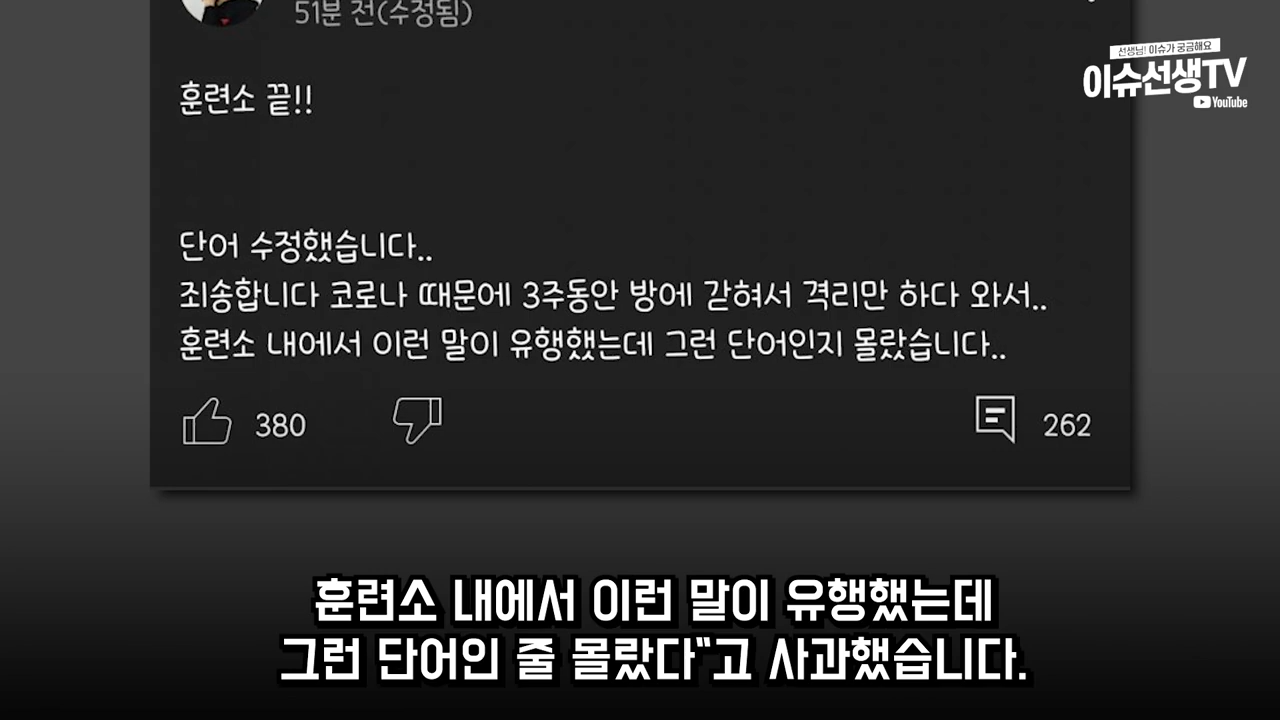 51분 전(수정됨)
선생님! 이슈가 궁금해요
이슈선생TV
YouTube
훈련소 끝!!
단어 수정했습니다..
죄송합니다 코로나 때문에 3주동안 방에 갇혀서 격리만 하다 와서..
훈련소 내에서 이런 말이 유행했는데 그런 단어인지 몰랐습니다..
380
262
훈련소 내에서 이런 말이 유행했는데
그런 단어인 줄 몰랐다"고 사과했습니다.